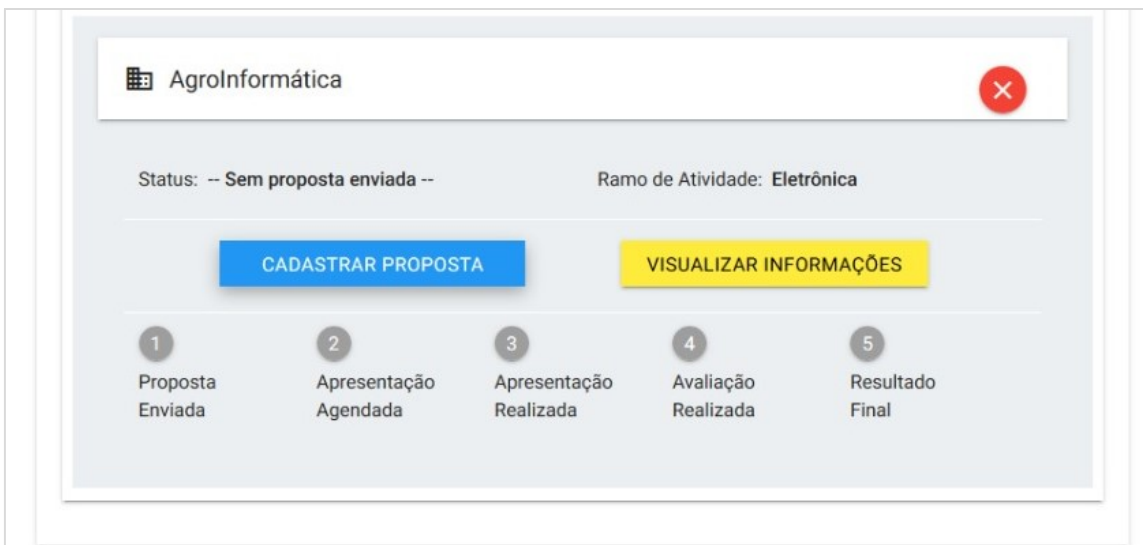 AgroInformática
Status: -- Sem proposta enviada -- Ramo de Atividade: Eletrônica
CADASTRAR PROPOSTA VISUALIZAR INFORMAÇÕES
1 2 3 4 5
Proposta Apresentação Apresentação Avaliação Resultado
Enviada Agendada Realizada Realizada Final